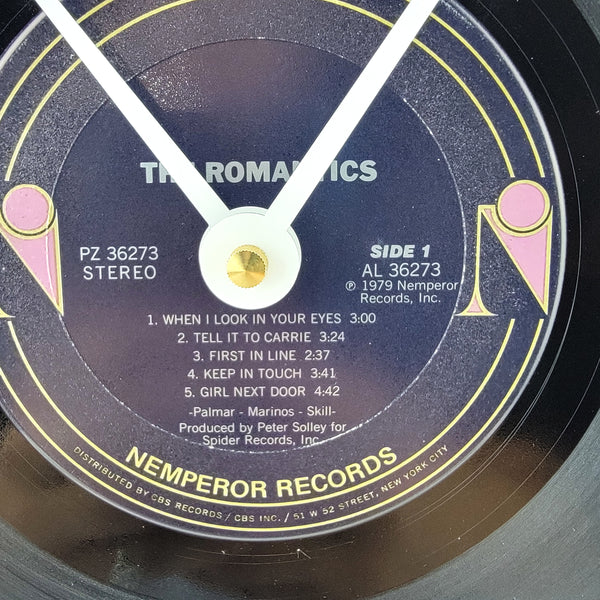 THE ROMANTICS
PZ 36273
STEREO
SIDE 1
AL 36273
℗ 1979 Nemperor
Records, Inc.
1. WHEN I LOOK IN YOUR EYES 3:00
2. TELL IT TO CARRIE 3:24
3. FIRST IN LINE 2:37
4. KEEP IN TOUCH 3:41
5. GIRL NEXT DOOR 4:42
-Palmar - Marinos - Skill-
Produced by Peter Solley for
Spider Records, Inc.
NEMPEROR RECORDS
DISTRIBUTED BY CBS RECORDS / CBS INC. / 51 W 52 STREET, NEW YORK CITY